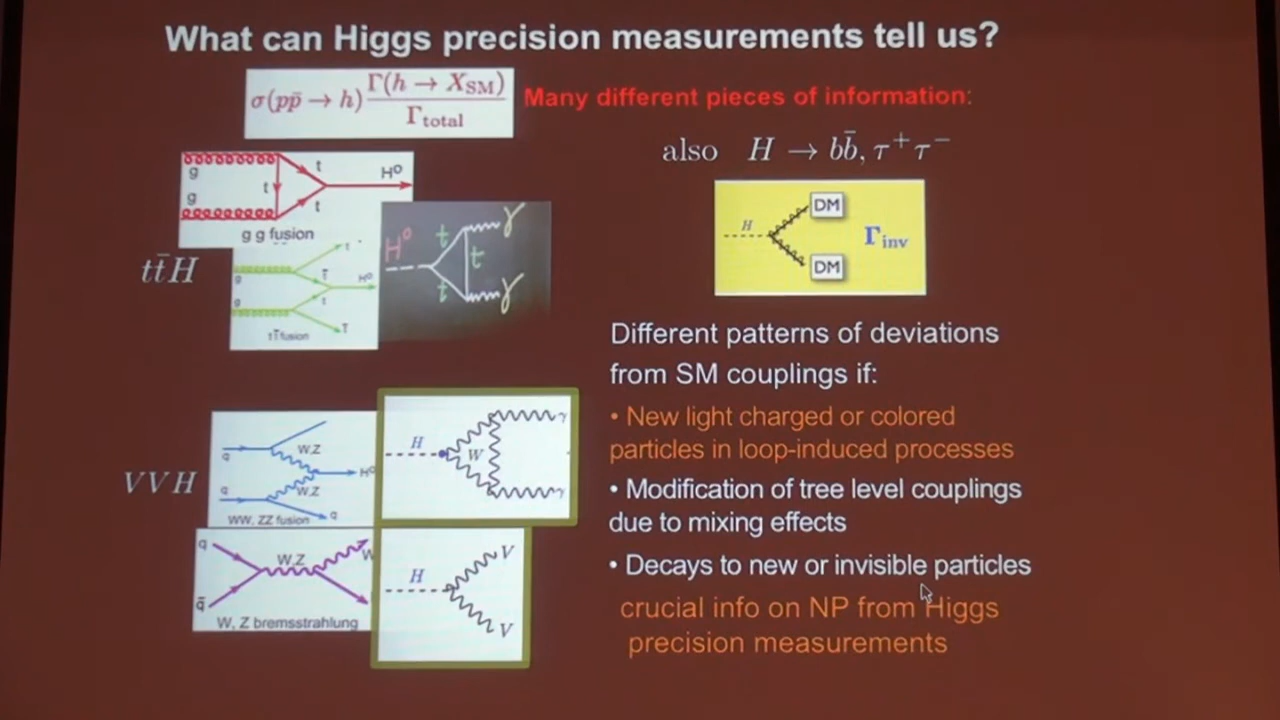 What can Higgs precision measurements tell us?
σ(pp̄ → h) Γ(h → X_SM) / Γ_total
Many different pieces of information:
also H → bb̄, τ⁺τ⁻
g
g
t
t
t
H⁰
g g fusion
H
DM
DM
Γ_inv
tt̄H
g
g
t
t̄
t
t̄
H⁰
tt̄ fusion
H⁰
t
t
t
γ
γ
Different patterns of deviations
from SM couplings if:
• New light charged or colored
particles in loop-induced processes
• Modification of tree level couplings
due to mixing effects
• Decays to new or invisible particles
crucial info on NP from Higgs
precision measurements
VVH
q
q
W,Z
W,Z
H⁰
q
WW, ZZ fusion
H
W
γ
γ
q
q̄
W,Z
W
W, Z bremsstrahlung
H
V
V